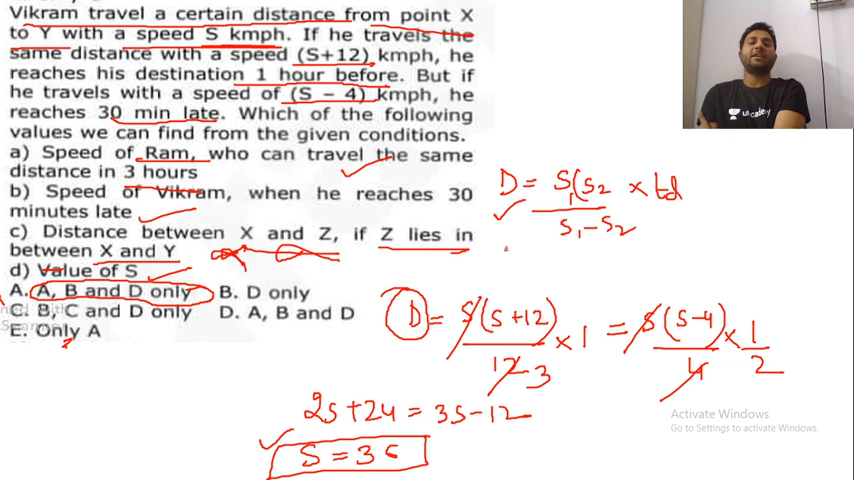 Vikram travel a certain distance from point X
to Y with a speed S kmph. If he travels the
same distance with a speed (S+12) kmph, he
reaches his destination 1 hour before. But if
he travels with a speed of (S – 4) kmph, he
reaches 30 min late. Which of the following
values we can find from the given conditions.
a) Speed of Ram, who can travel the same
distance in 3 hours
b) Speed of Vikram, when he reaches 30
minutes late
c) Distance between X and Z, if Z lies in
between X and Y
d) Value of S
A. A, B and D only B. D only
C. B, C and D only D. A, B and D
E. Only A
unacademy
D = S₁(S₂ × td
S₁-S₂
D = S(S+12) × 1 = S(S-4) × 1
12 3 4 2
2S+24 = 3S-12
S = 36
Activate Windows
Go to Settings to activate Windows.